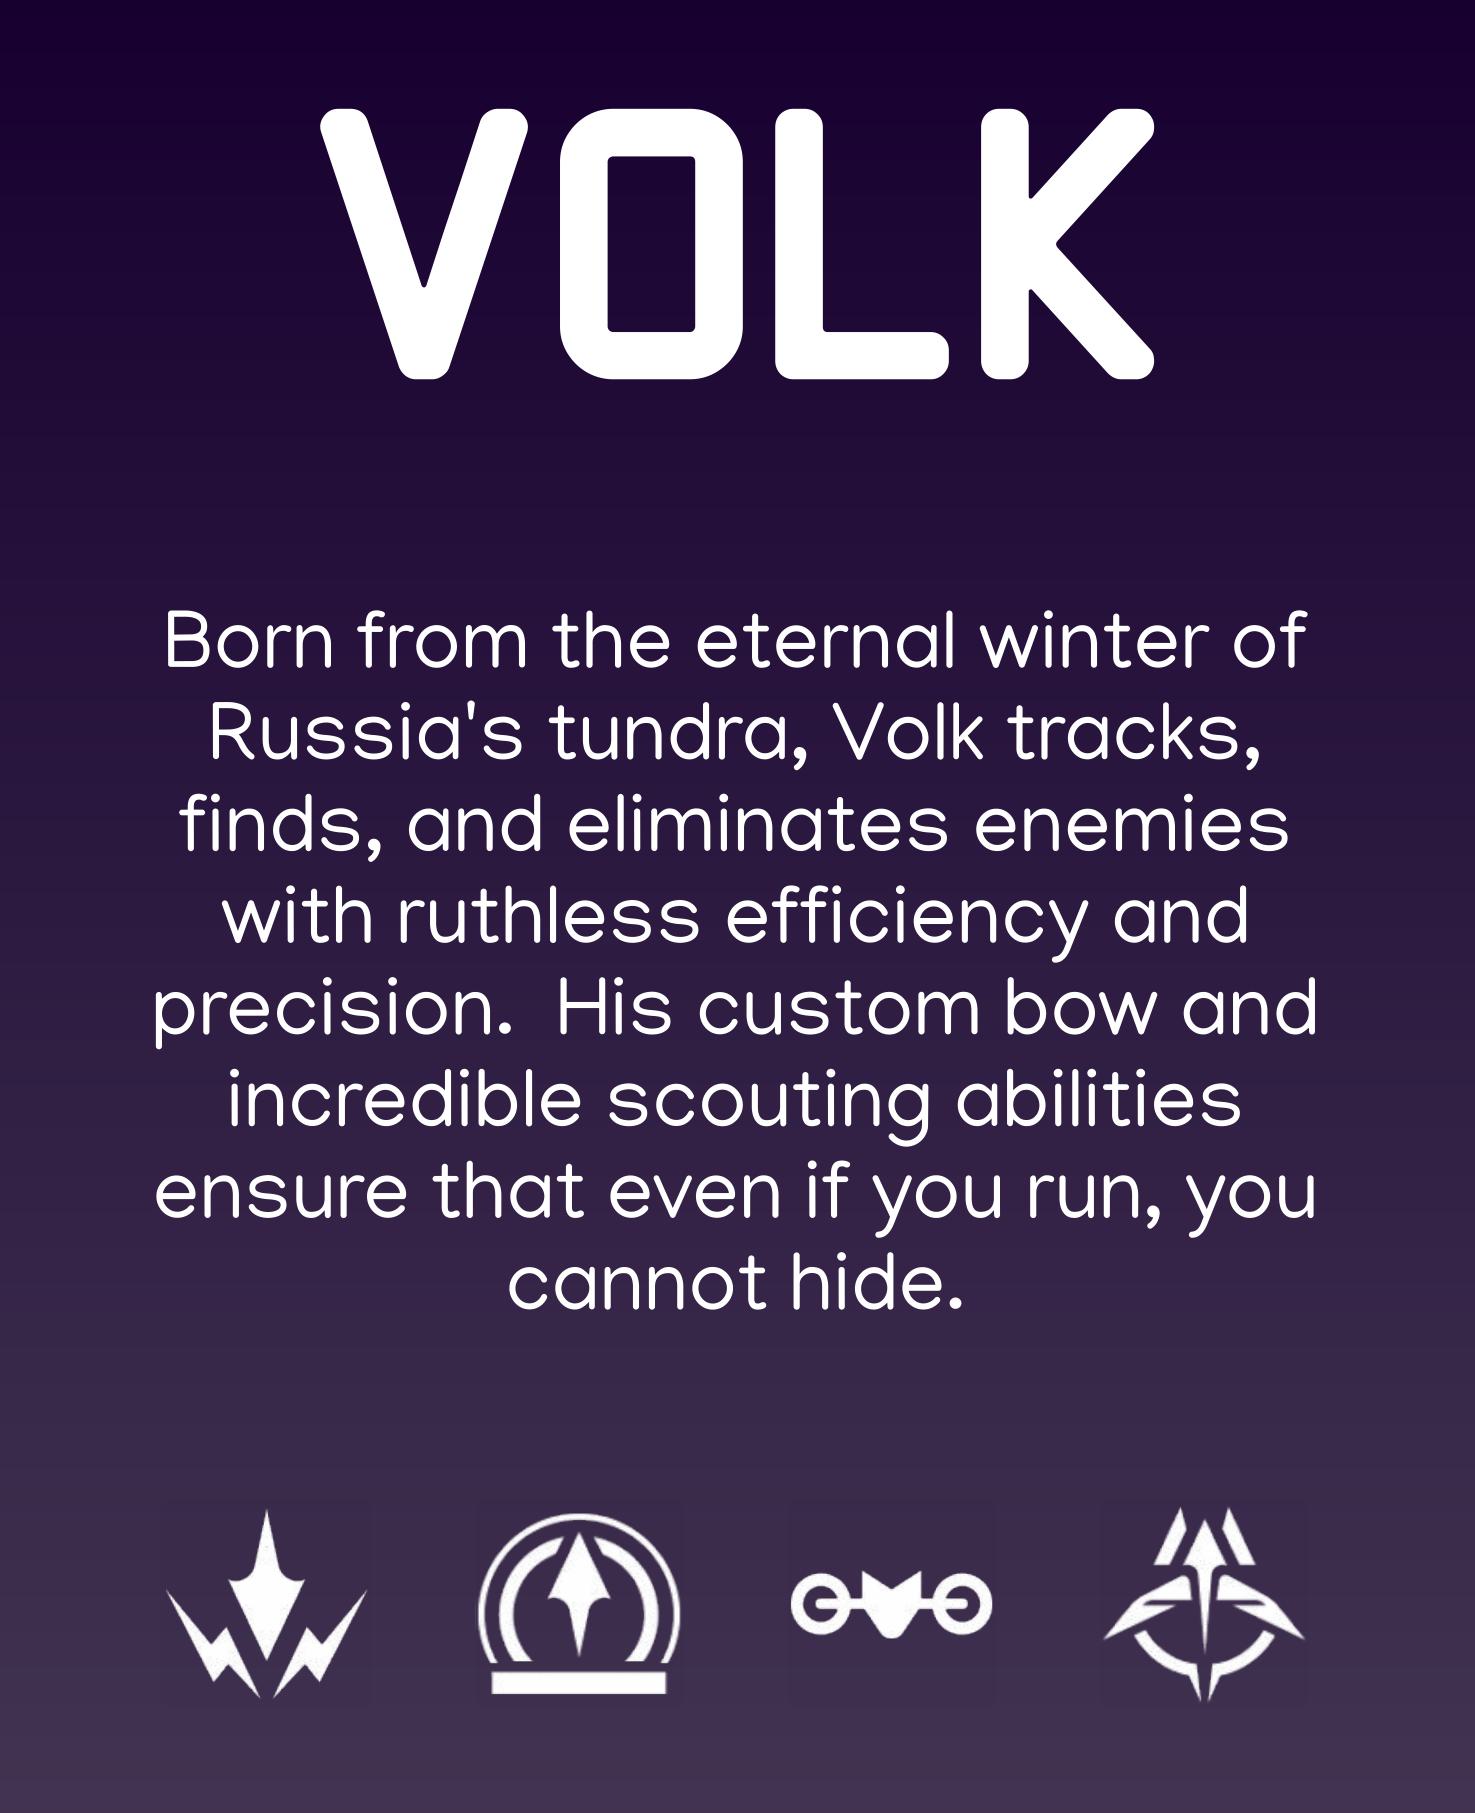 VOLK
Born from the eternal winter of
Russia's tundra, Volk tracks,
finds, and eliminates enemies
with ruthless efficiency and
precision.  His custom bow and
incredible scouting abilities
ensure that even if you run, you
cannot hide.